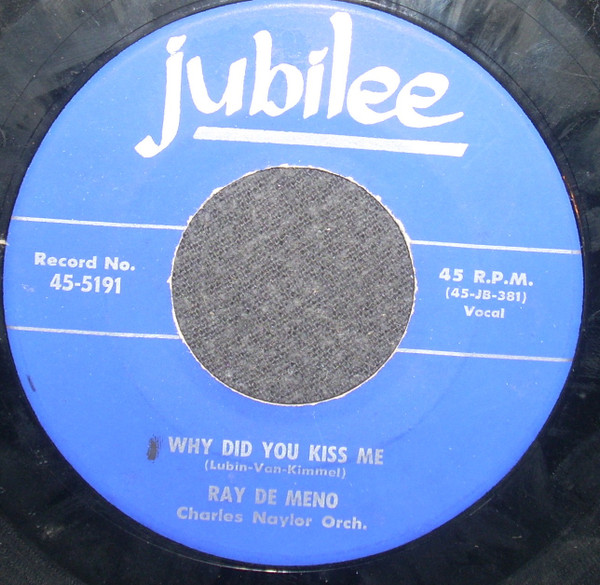 jubilee
Record No.
45-5191
45 R.P.M.
(45-JB-381)
Vocal
WHY DID YOU KISS ME
(Lubin-Van-Kimmel)
RAY DE MENO
Charles Naylor Orch.